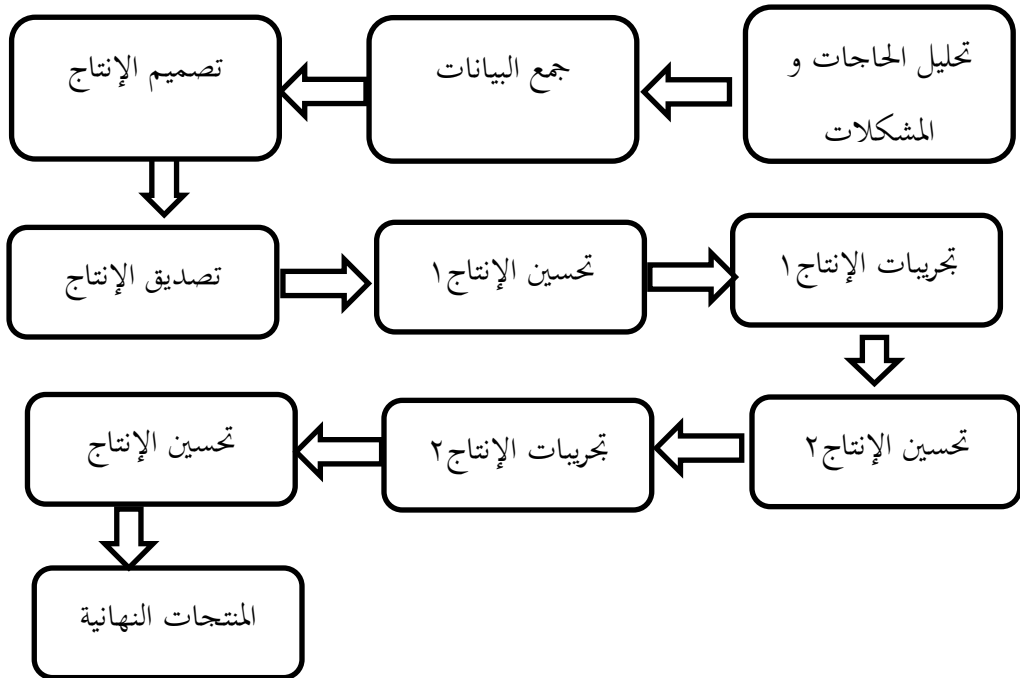 تحليل الحاجات و
المشكلات
جمع البيانات
تصميم الإنتاج
تصديق الإنتاج
تحسين الإنتاج١
تجريبات الإنتاج١
تحسين الإنتاج٢
تجريبات الإنتاج٢
تحسين الإنتاج
المنتجات النهانية